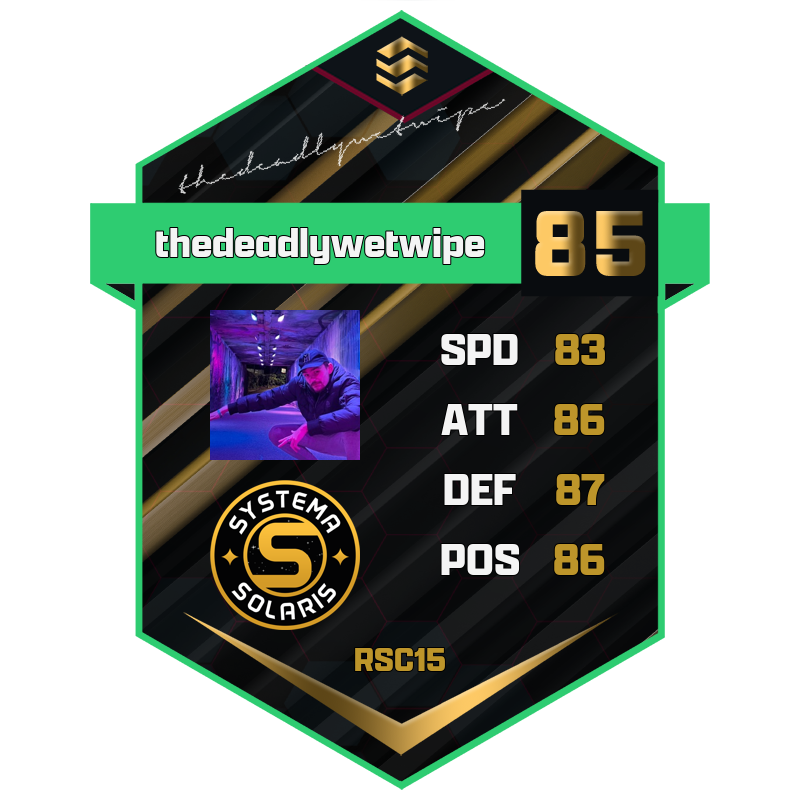 thedeadlywetwipe
thedeadlywetwipe 85
SPD 83
ATT 86
DEF 87
POS 86
SYSTEMA
S
SOLARIS
RSC15